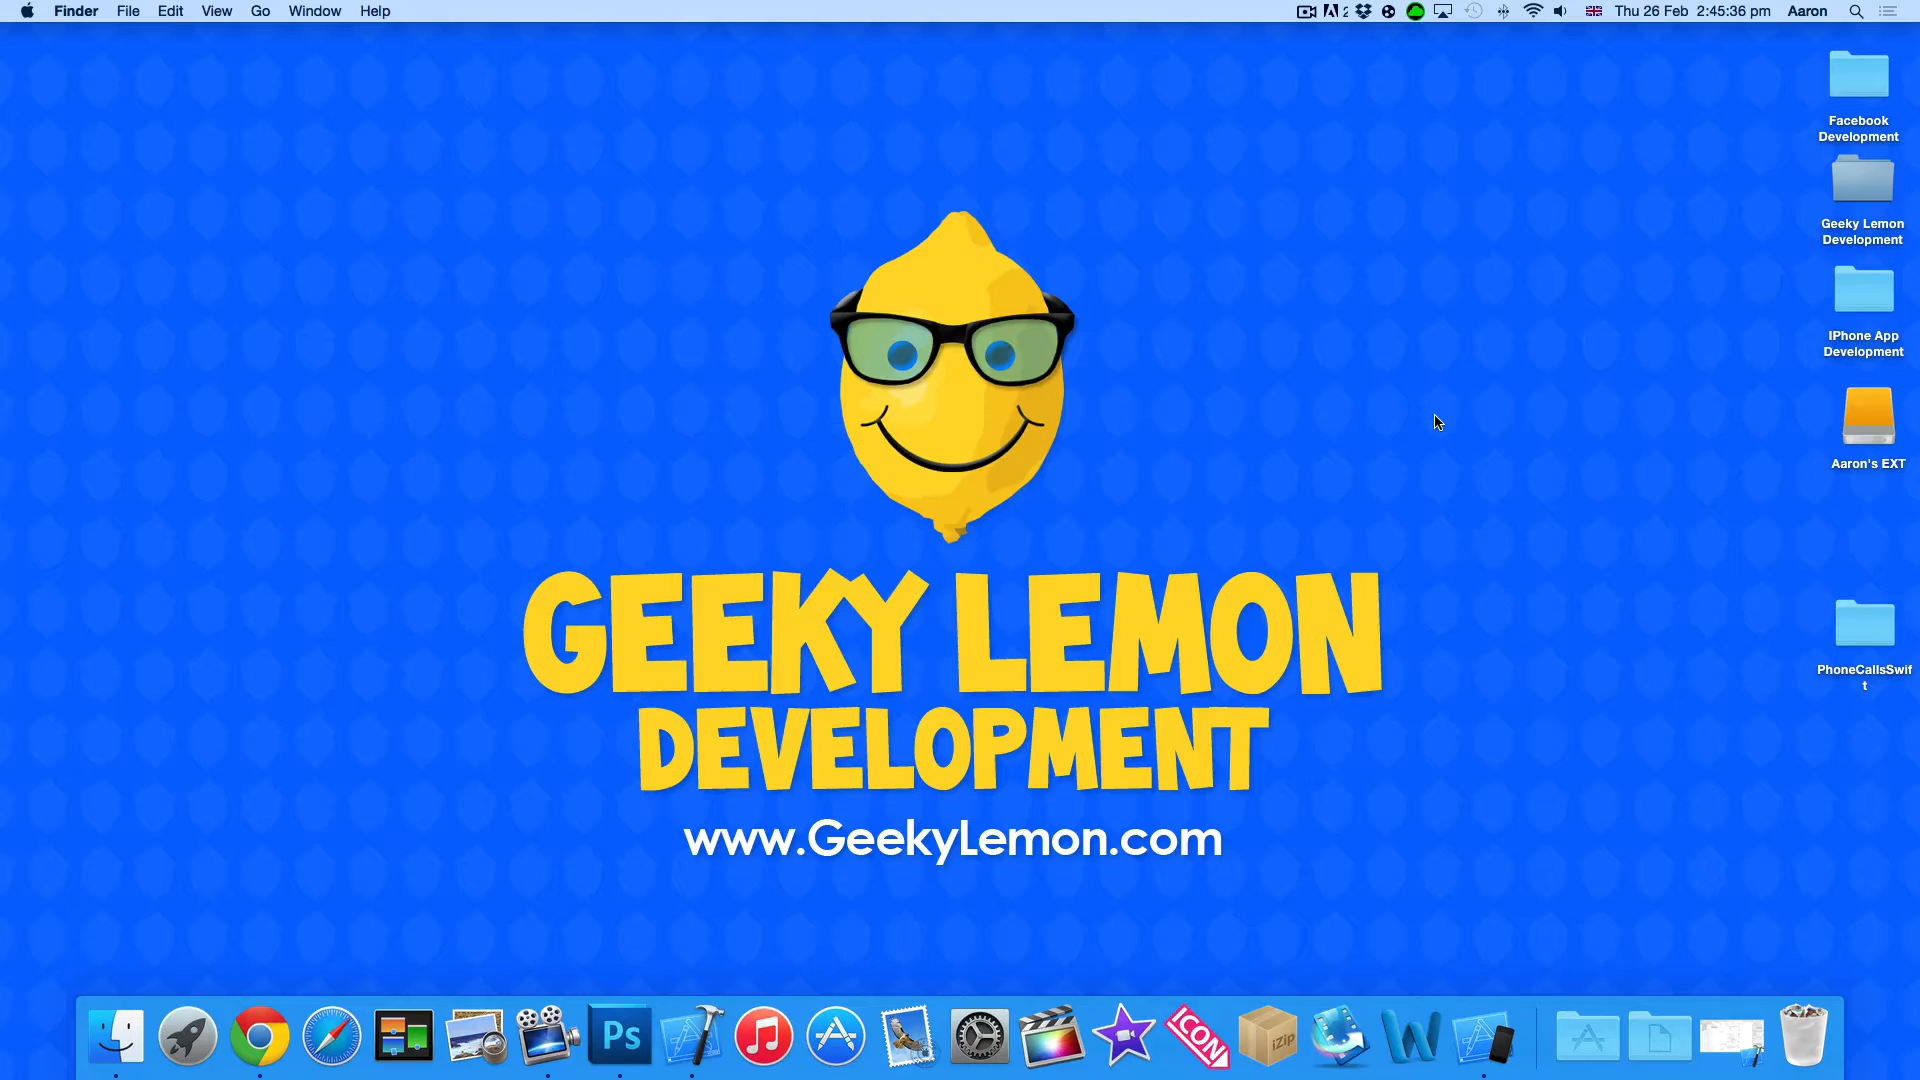 Finder File Edit View Go Window Help
2 Thu 26 Feb 2:45:36 pm Aaron
Facebook
Development
Geeky Lemon
Development
IPhone App
Development
Aaron's EXT
PhoneCallsSwif
t
GEEKY LEMON
DEVELOPMENT
www.GeekyLemon.com
Ps
ICON
iZip
W